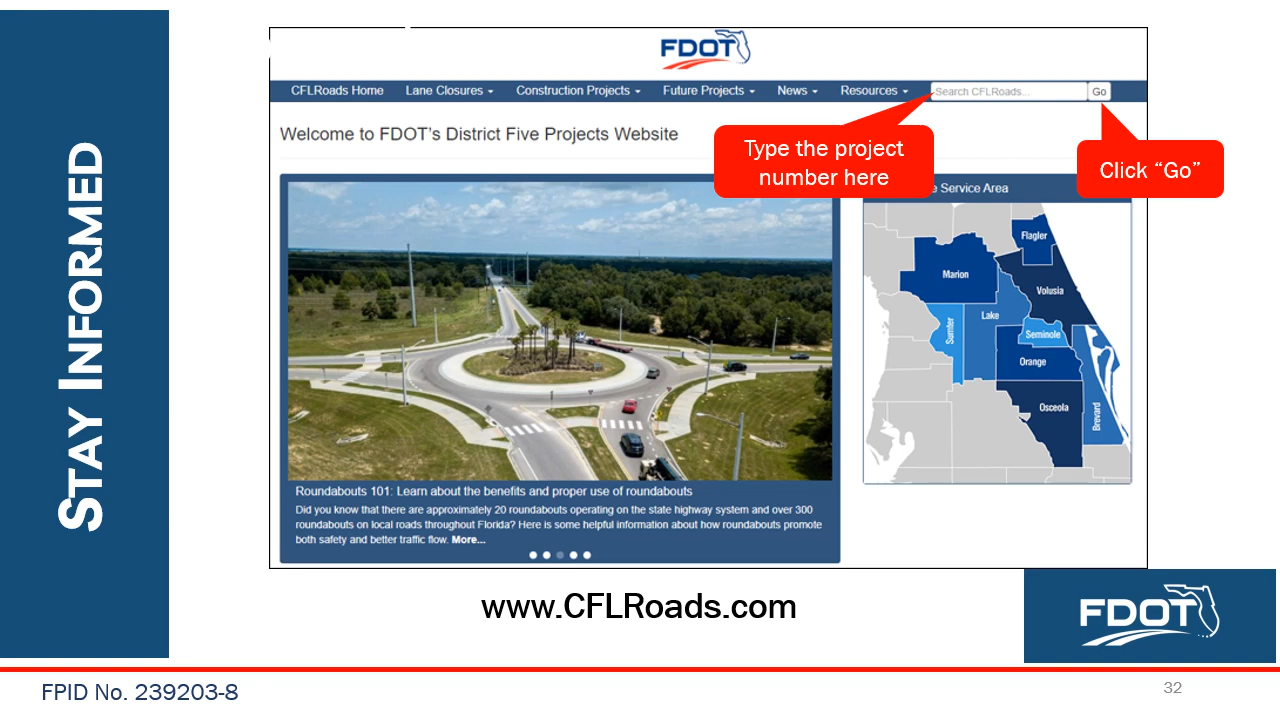 STAY INFORMED
FDOT
CFLRoads Home Lane Closures Construction Projects Future Projects News Resources Search CFLRoads... Go
Welcome to FDOT's District Five Projects Website
Type the project
number here
Click “Go”
e Service Area
Flagler
Marion
Volusia
Lake
Sumter
Seminole
Orange
Osceola
Brevard
Roundabouts 101: Learn about the benefits and proper use of roundabouts
Did you know that there are approximately 20 roundabouts operating on the state highway system and over 300
roundabouts on local roads throughout Florida? Here is some helpful information about how roundabouts promote
both safety and better traffic flow. More...
www.CFLRoads.com
FDOT
FPID No. 239203-8
32